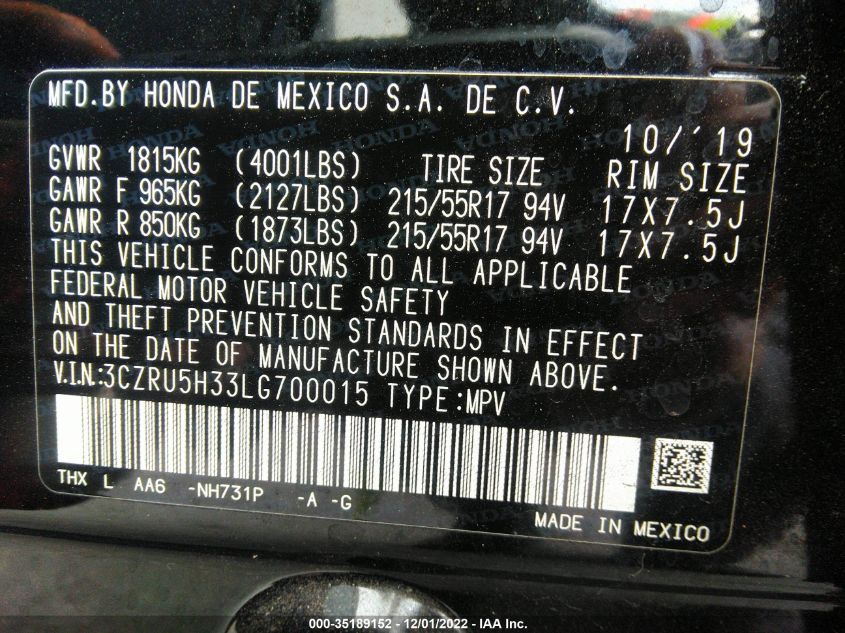 MFD.BY HONDA DE MEXICO S.A. DE C.V.
10/'19
GVWR 1815KG (4001LBS) TIRE SIZE RIM SIZE
GAWR F 965KG (2127LBS) 215/55R17 94V 17X7.5J
GAWR R 850KG (1873LBS) 215/55R17 94V 17X7.5J
THIS VEHICLE CONFORMS TO ALL APPLICABLE
FEDERAL MOTOR VEHICLE SAFETY
AND THEFT PREVENTION STANDARDS IN EFFECT
ON THE DATE OF MANUFACTURE SHOWN ABOVE.
V.I.N.:3CZRU5H33LG700015 TYPE:MPV
THX L AA6 -NH731P -A -G
MADE IN MEXICO
000-35189152 - 12/01/2022 - IAA Inc.